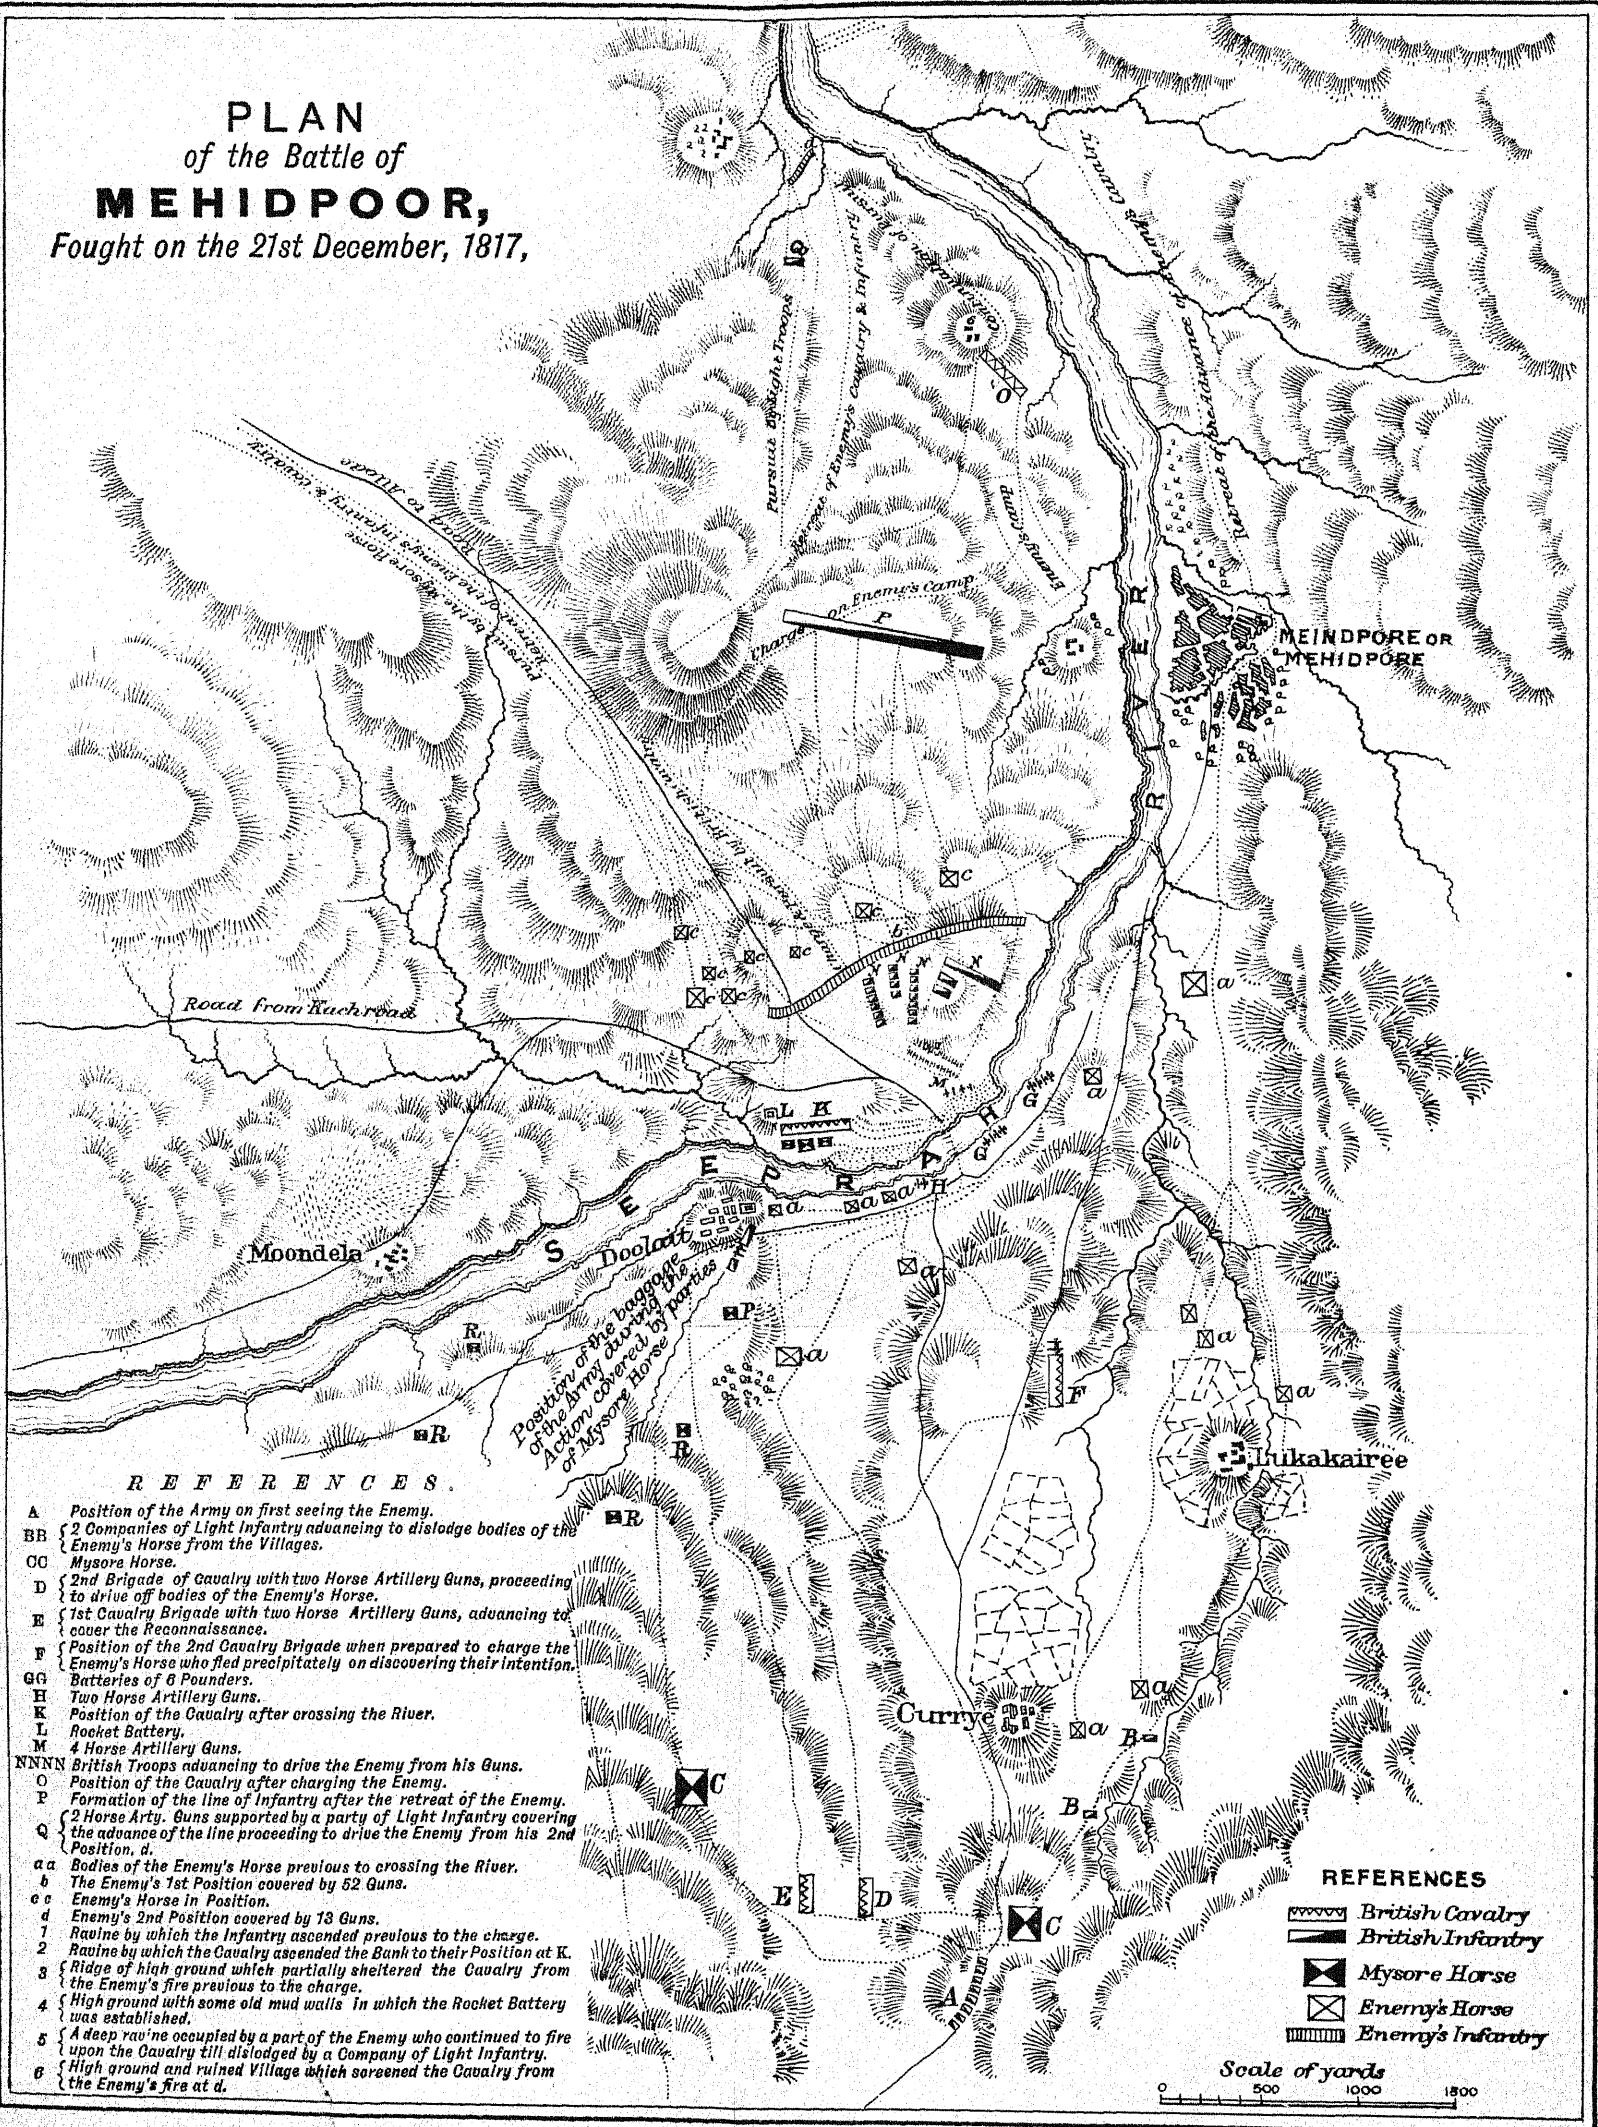 PLAN
of the Battle of
MEHIDPOOR,
Fought on the 21st December, 1817,
Enemy's Cavalry
Retreat of the Advance of Enemy's Cavalry
Continuation of Pursuit
Pursuit by Light Troops
Retreat of Enemy's Cavalry & Infantry
Q
6
O
Enemy's Camp
Road to Allode
Retreat of the Enemy's infantry & cavalry
Pursuit by the Mysore Horse
Charge on Enemy's Camp
P
MEINDPORE OR
MEHIDPORE
RIVER
Charge & Pursuit by British cavalry
c
c
c
c
c
c
c
c
b
N
N
N
N
a
a
Road from Kachroad
M
G
G
L K
SEEPRAH
H
a
a
a
a
Moondela
Doolait
Position of the baggage
of the Army during the
Action covered by parties
of Mysore Horse
P
R
R
R
R
a
a
a
F
Lukakairee
Currye
a
a
B
B
C
C
E
D
A
REFERENCES.
A Position of the Army on first seeing the Enemy.
BB 2 Companies of Light Infantry advancing to dislodge bodies of the
Enemy's Horse from the Villages.
CC Mysore Horse.
D 2nd Brigade of Cavalry with two Horse Artillery Guns, proceeding
to drive off bodies of the Enemy's Horse.
E 1st Cavalry Brigade with two Horse Artillery Guns, advancing to
cover the Reconnaissance.
F Position of the 2nd Cavalry Brigade when prepared to charge the
Enemy's Horse who fled precipitately on discovering their intention.
GG Batteries of 6 Pounders.
H Two Horse Artillery Guns.
K Position of the Cavalry after crossing the River.
L Rocket Battery.
M 4 Horse Artillery Guns.
NNNN British Troops advancing to drive the Enemy from his Guns.
O Position of the Cavalry after charging the Enemy.
P Formation of the line of Infantry after the retreat of the Enemy.
Q 2 Horse Arty. Guns supported by a party of Light Infantry covering
the advance of the line proceeding to drive the Enemy from his 2nd
Position, d.
a a Bodies of the Enemy's Horse previous to crossing the River.
b The Enemy's 1st Position covered by 52 Guns.
c c Enemy's Horse in Position.
d Enemy's 2nd Position covered by 13 Guns.
1 Ravine by which the Infantry ascended previous to the charge.
2 Ravine by which the Cavalry ascended the Bank to their Position at K.
3 Ridge of high ground which partially sheltered the Cavalry from
the Enemy's fire previous to the charge.
4 High ground with some old mud walls in which the Rocket Battery
was established.
5 A deep rav'ne occupied by a part of the Enemy who continued to fire
upon the Cavalry till dislodged by a Company of Light Infantry.
6 High ground and ruined Village which screened the Cavalry from
the Enemy's fire at d.
REFERENCES
British Cavalry
British Infantry
Mysore Horse
Enemy's Horse
Enemy's Infantry
Scale of yards
0 500 1000 1500